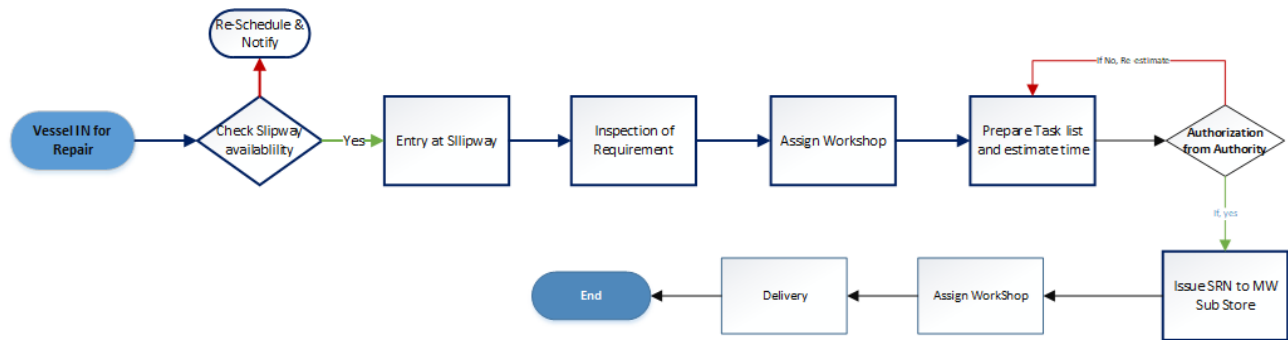 Re-Schedule &
Notify
If No, Re-estimate
Vessel IN for
Repair
Check Slipway
availablility
Yes
Entry at Sllipway
Inspection of
Requirement
Assign Workshop
Prepare Task list
and estimate time
Authorization
from Authority
If, yes
End
Delivery
Assign WorkShop
Issue SRN to MW
Sub Store